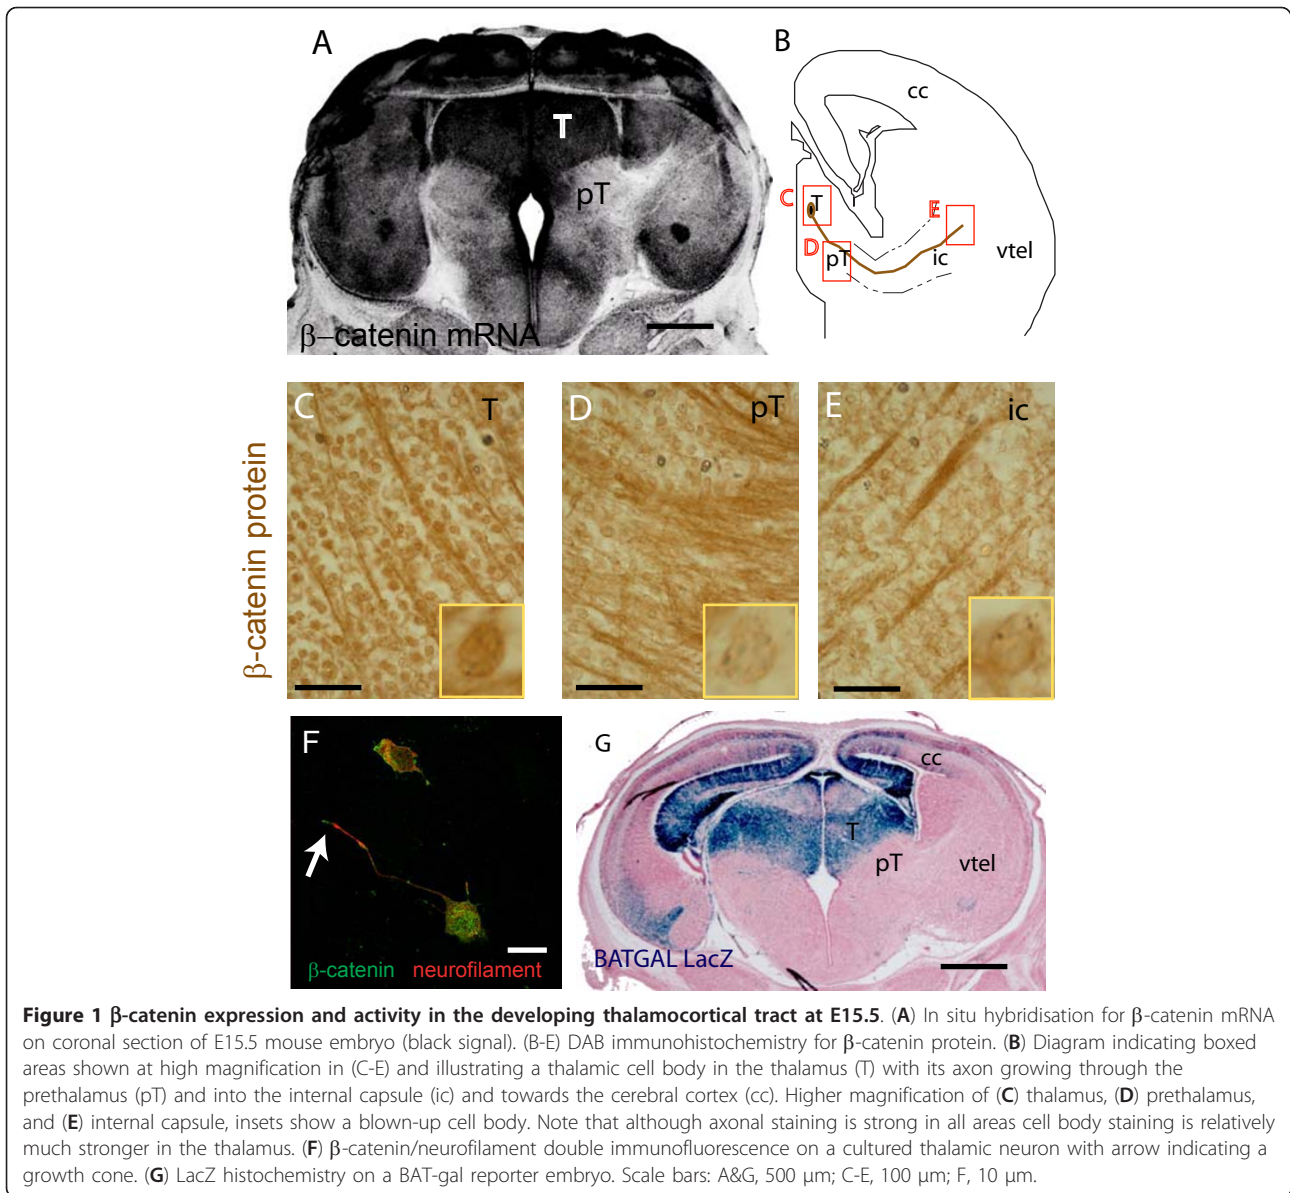 A
T
pT
β–catenin mRNA
B
cc
C
T
E
D
pT
ic
vtel
β-catenin protein
C
T
D
pT
E
ic
F
β-catenin neurofilament
G
cc
T
pT
vtel
BATGAL LacZ
Figure 1 β-catenin expression and activity in the developing thalamocortical tract at E15.5. (A) In situ hybridisation for β-catenin mRNA
on coronal section of E15.5 mouse embryo (black signal). (B-E) DAB immunohistochemistry for β-catenin protein. (B) Diagram indicating boxed
areas shown at high magnification in (C-E) and illustrating a thalamic cell body in the thalamus (T) with its axon growing through the
prethalamus (pT) and into the internal capsule (ic) and towards the cerebral cortex (cc). Higher magnification of (C) thalamus, (D) prethalamus,
and (E) internal capsule, insets show a blown-up cell body. Note that although axonal staining is strong in all areas cell body staining is relatively
much stronger in the thalamus. (F) β-catenin/neurofilament double immunofluorescence on a cultured thalamic neuron with arrow indicating a
growth cone. (G) LacZ histochemistry on a BAT-gal reporter embryo. Scale bars: A&G, 500 μm; C-E, 100 μm; F, 10 μm.